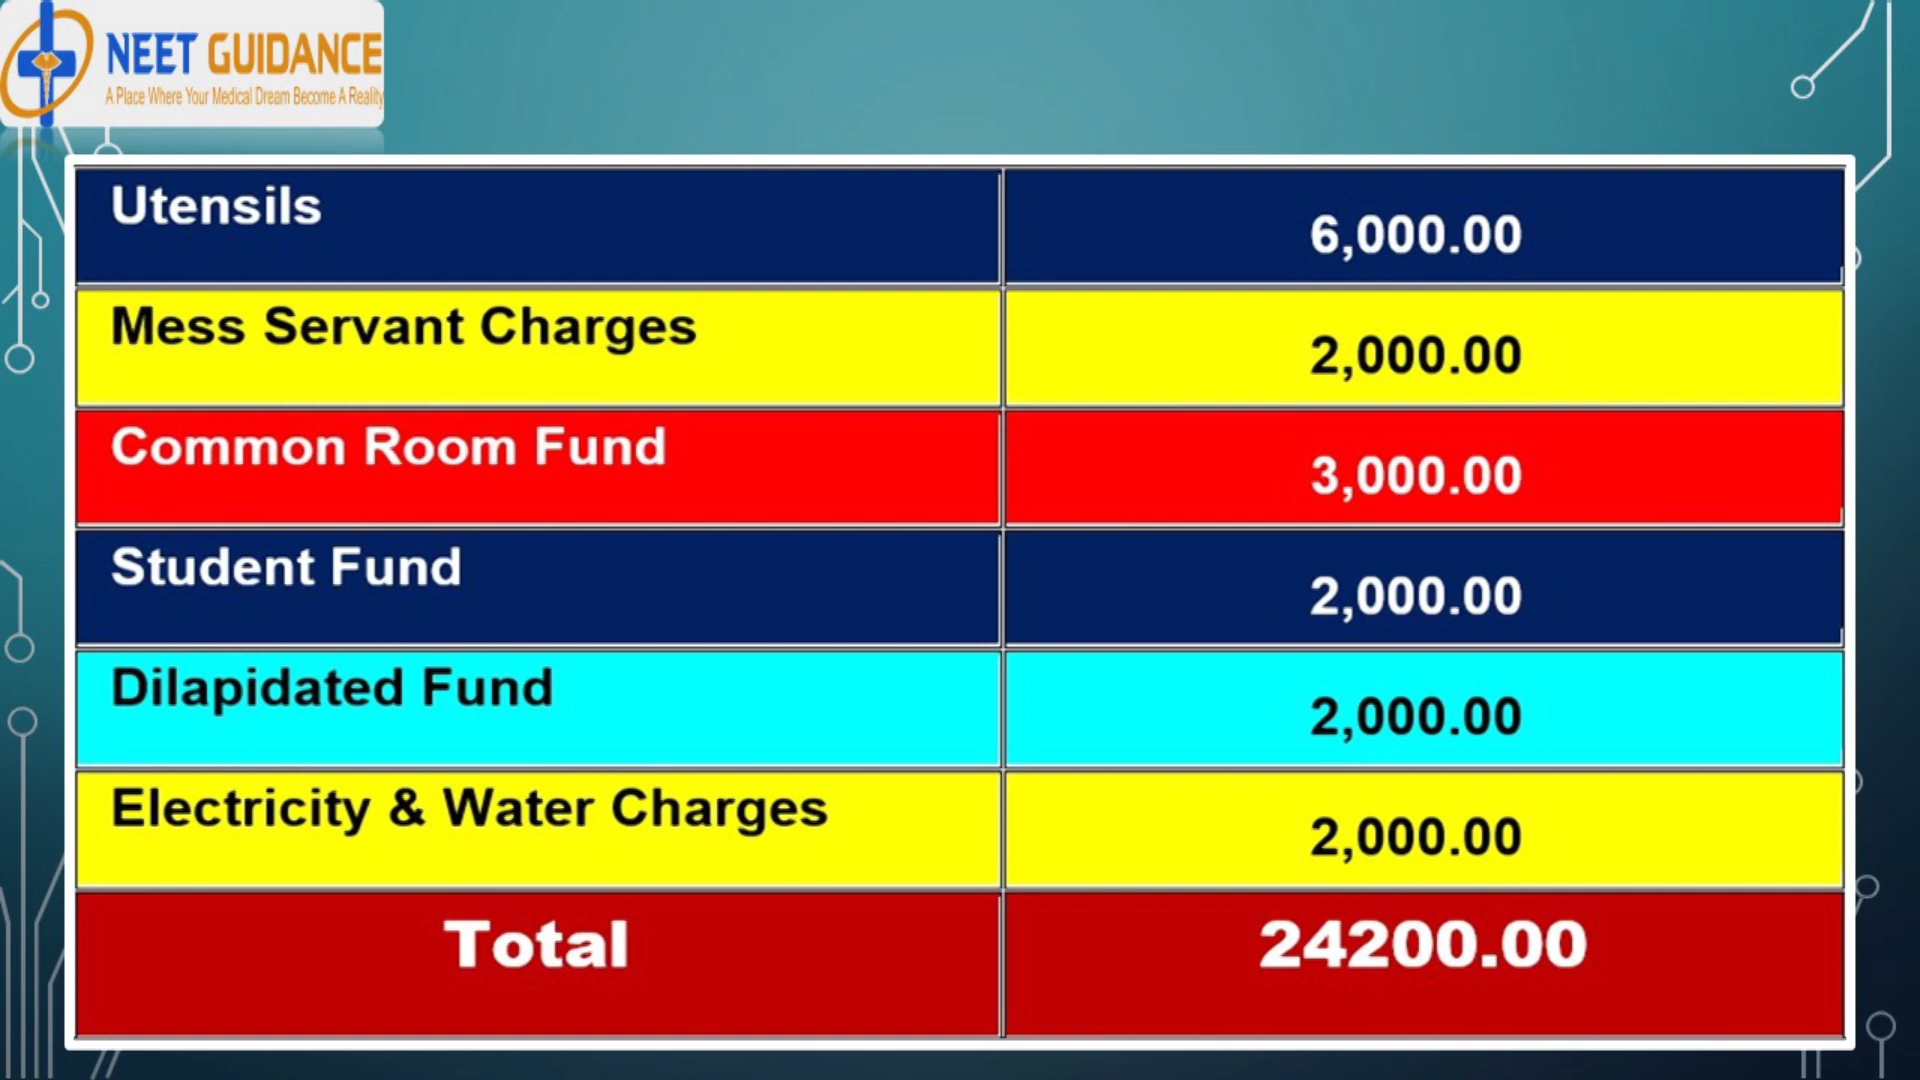 NEET GUIDANCE
A Place Where Your Medical Dream Become A Reality
Utensils 6,000.00
Mess Servant Charges 2,000.00
Common Room Fund 3,000.00
Student Fund 2,000.00
Dilapidated Fund 2,000.00
Electricity & Water Charges 2,000.00
Total 24200.00